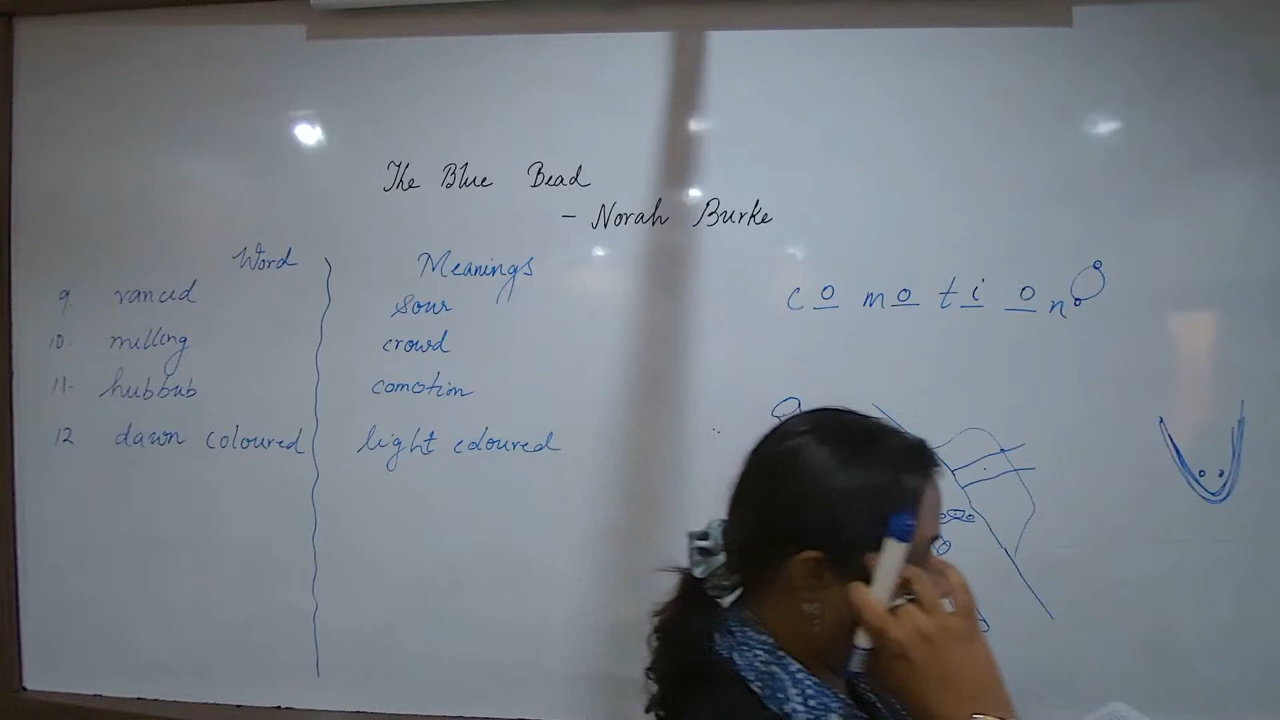 The Blue Bead
- Norah Burke
Word Meanings
9. ranced sour
10. milling crowd
11. hubbub comotion
12 dawn coloured light coloured
c o m o t i o n